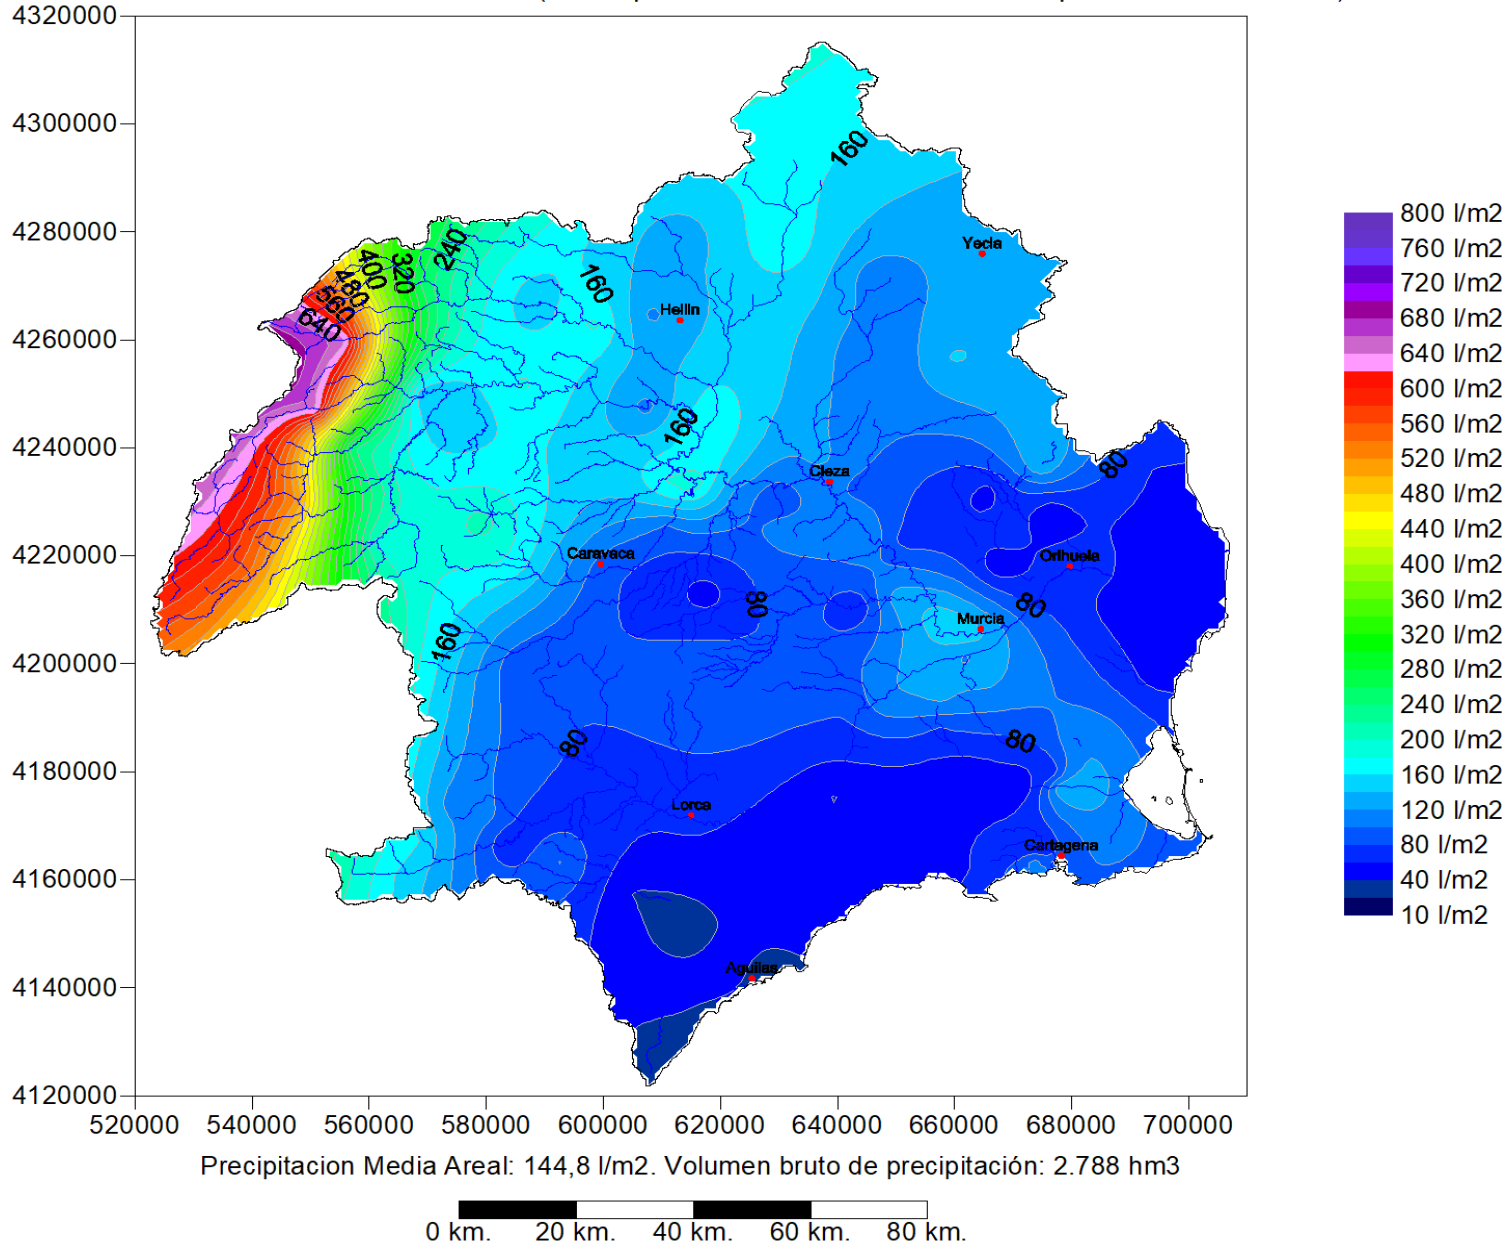 4320000
4300000
4280000
4260000
4240000
4220000
4200000
4180000
4160000
4140000
4120000
520000 540000 560000 580000 600000 620000 640000 660000 680000 700000
160
240
320
400
480
560
640
160
160
160
80
80
80
80
80
Yecla
Hellin
Cieza
Caravaca
Orihuela
Murcia
Lorca
Cartagena
Aguilas
800 l/m2
760 l/m2
720 l/m2
680 l/m2
640 l/m2
600 l/m2
560 l/m2
520 l/m2
480 l/m2
440 l/m2
400 l/m2
360 l/m2
320 l/m2
280 l/m2
240 l/m2
200 l/m2
160 l/m2
120 l/m2
80 l/m2
40 l/m2
10 l/m2
Precipitacion Media Areal: 144,8 l/m2. Volumen bruto de precipitación: 2.788 hm3
0 km. 20 km. 40 km. 60 km. 80 km.